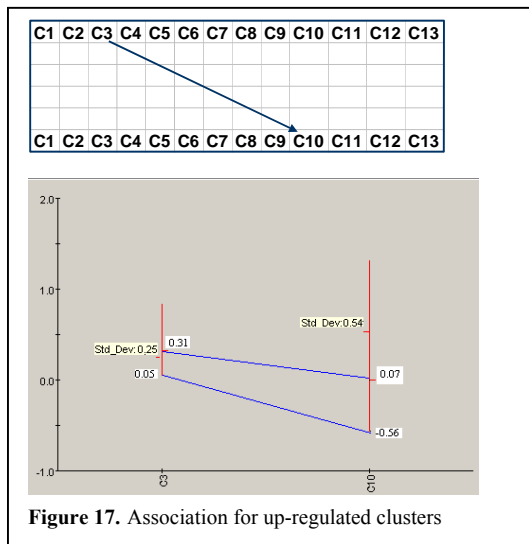 C1 C2 C3 C4 C5 C6 C7 C8 C9 C10 C11 C12 C13
C1 C2 C3 C4 C5 C6 C7 C8 C9 C10 C11 C12 C13
2.0
1.0
Std_Dev:0.54
0.31
Std_Dev:0.25
0.07
0.05
0.0
-0.56
-1.0
C3
C10
Figure 17. Association for up-regulated clusters